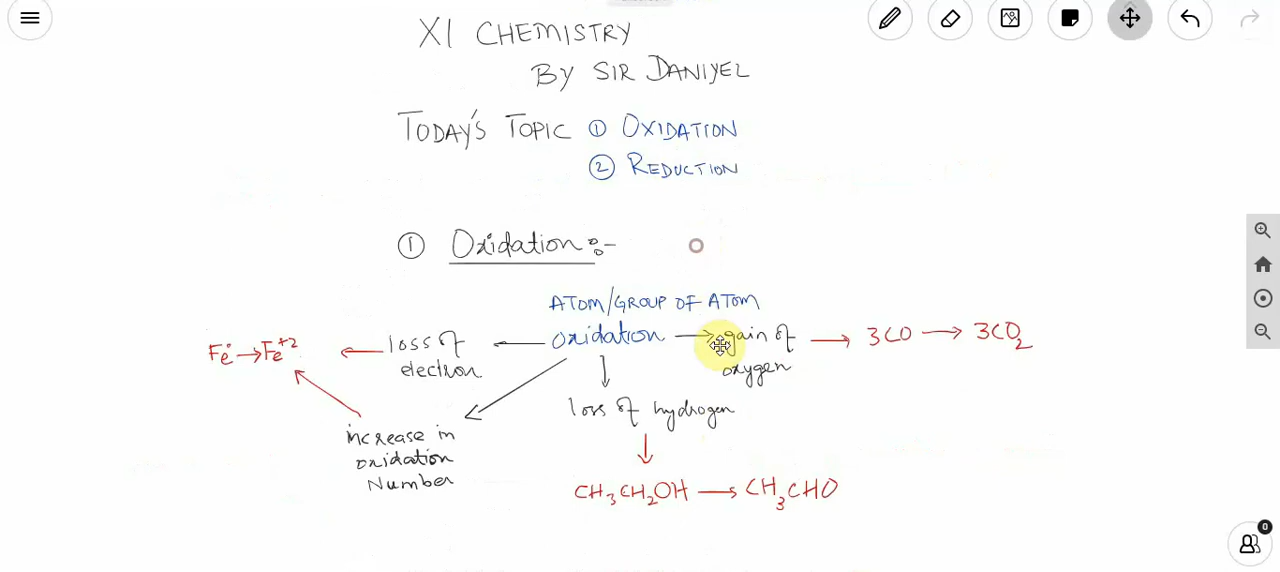 XI CHEMISTRY
BY SIR DANIYEL
TODAY'S TOPIC ① OXIDATION
② REDUCTION
① Oxidation :-
ATOM/GROUP OF ATOM
Fe° → Fe⁺² ← loss of electron ← oxidation → gain of oxygen → 3CO → 3CO₂
loss of hydrogen
increase in
oxidation
Number
CH₃CH₂OH → CH₃CHO
0